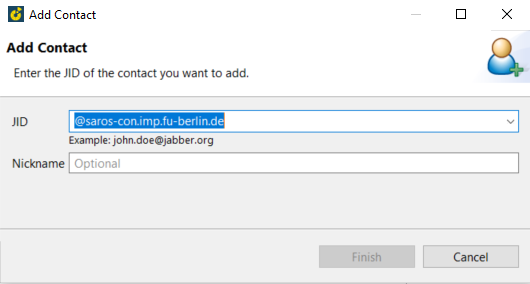 Add Contact
Add Contact
Enter the JID of the contact you want to add.
JID
@saros-con.imp.fu-berlin.de
Example: john.doe@jabber.org
Nickname
Optional
Finish
Cancel